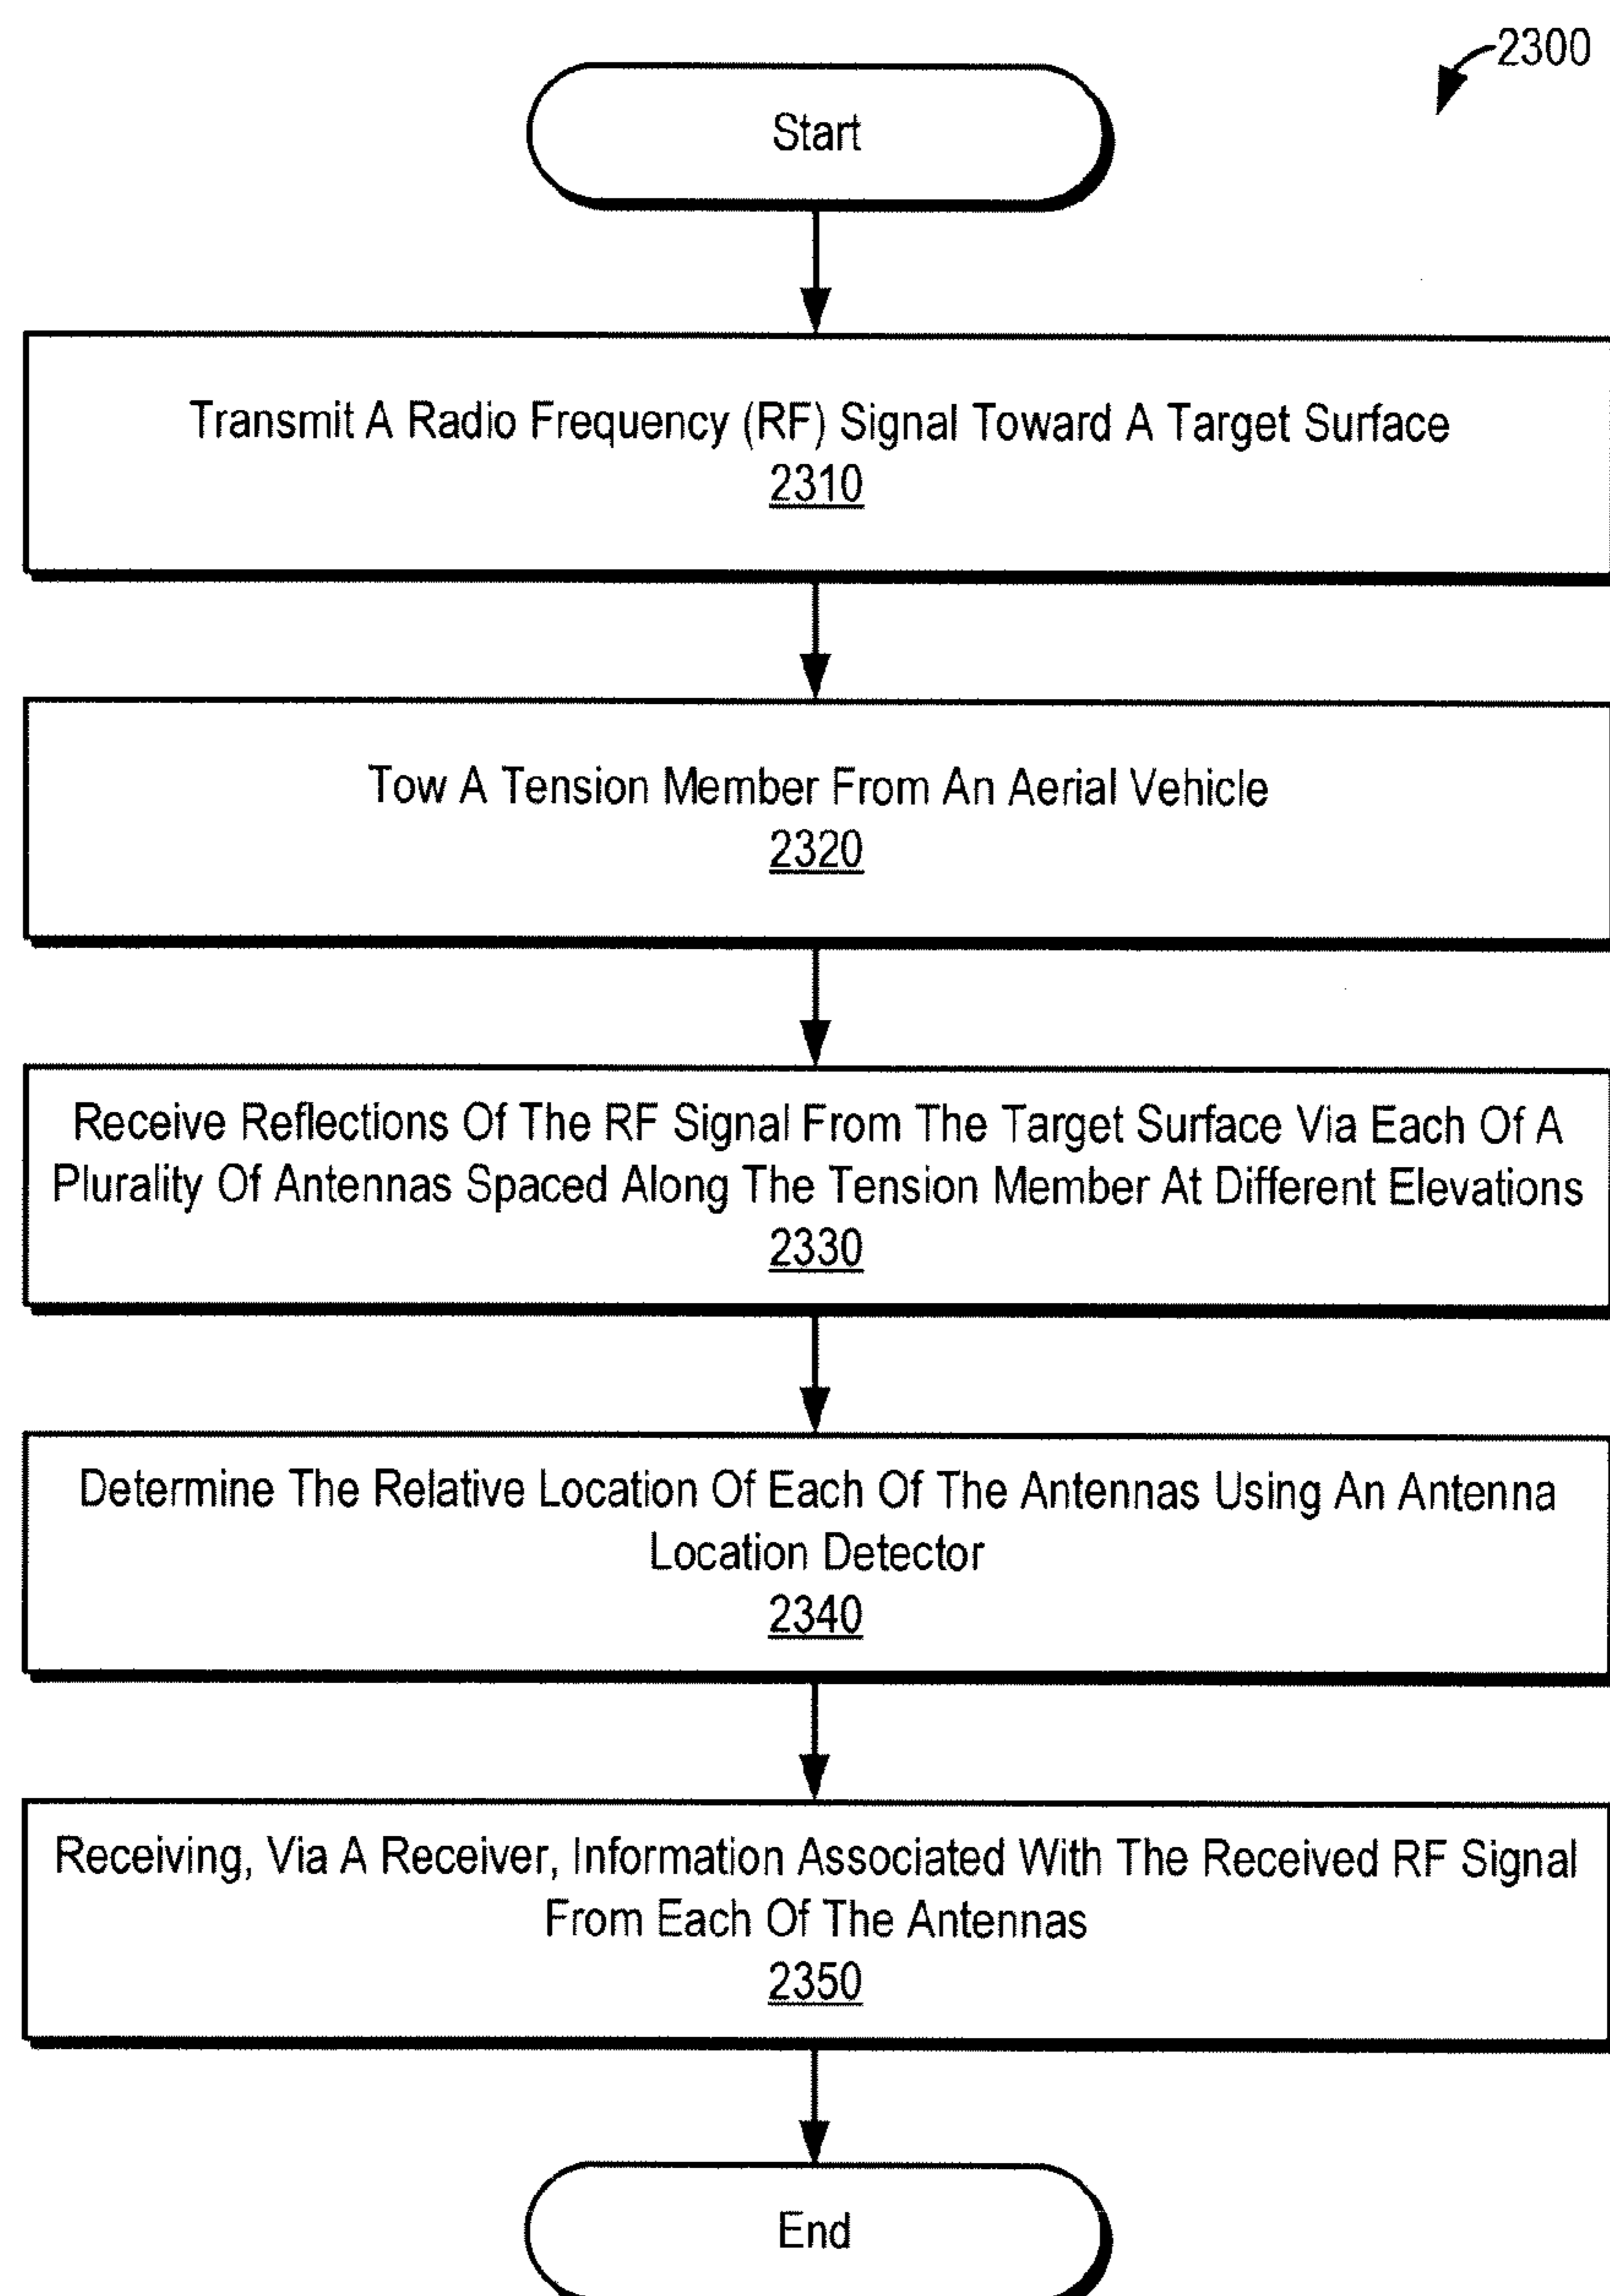 2300
Start
Transmit A Radio Frequency (RF) Signal Toward A Target Surface
2310
Tow A Tension Member From An Aerial Vehicle
2320
Receive Reflections Of The RF Signal From The Target Surface Via Each Of A
Plurality Of Antennas Spaced Along The Tension Member At Different Elevations
2330
Determine The Relative Location Of Each Of The Antennas Using An Antenna
Location Detector
2340
Receiving, Via A Receiver, Information Associated With The Received RF Signal
From Each Of The Antennas
2350
End